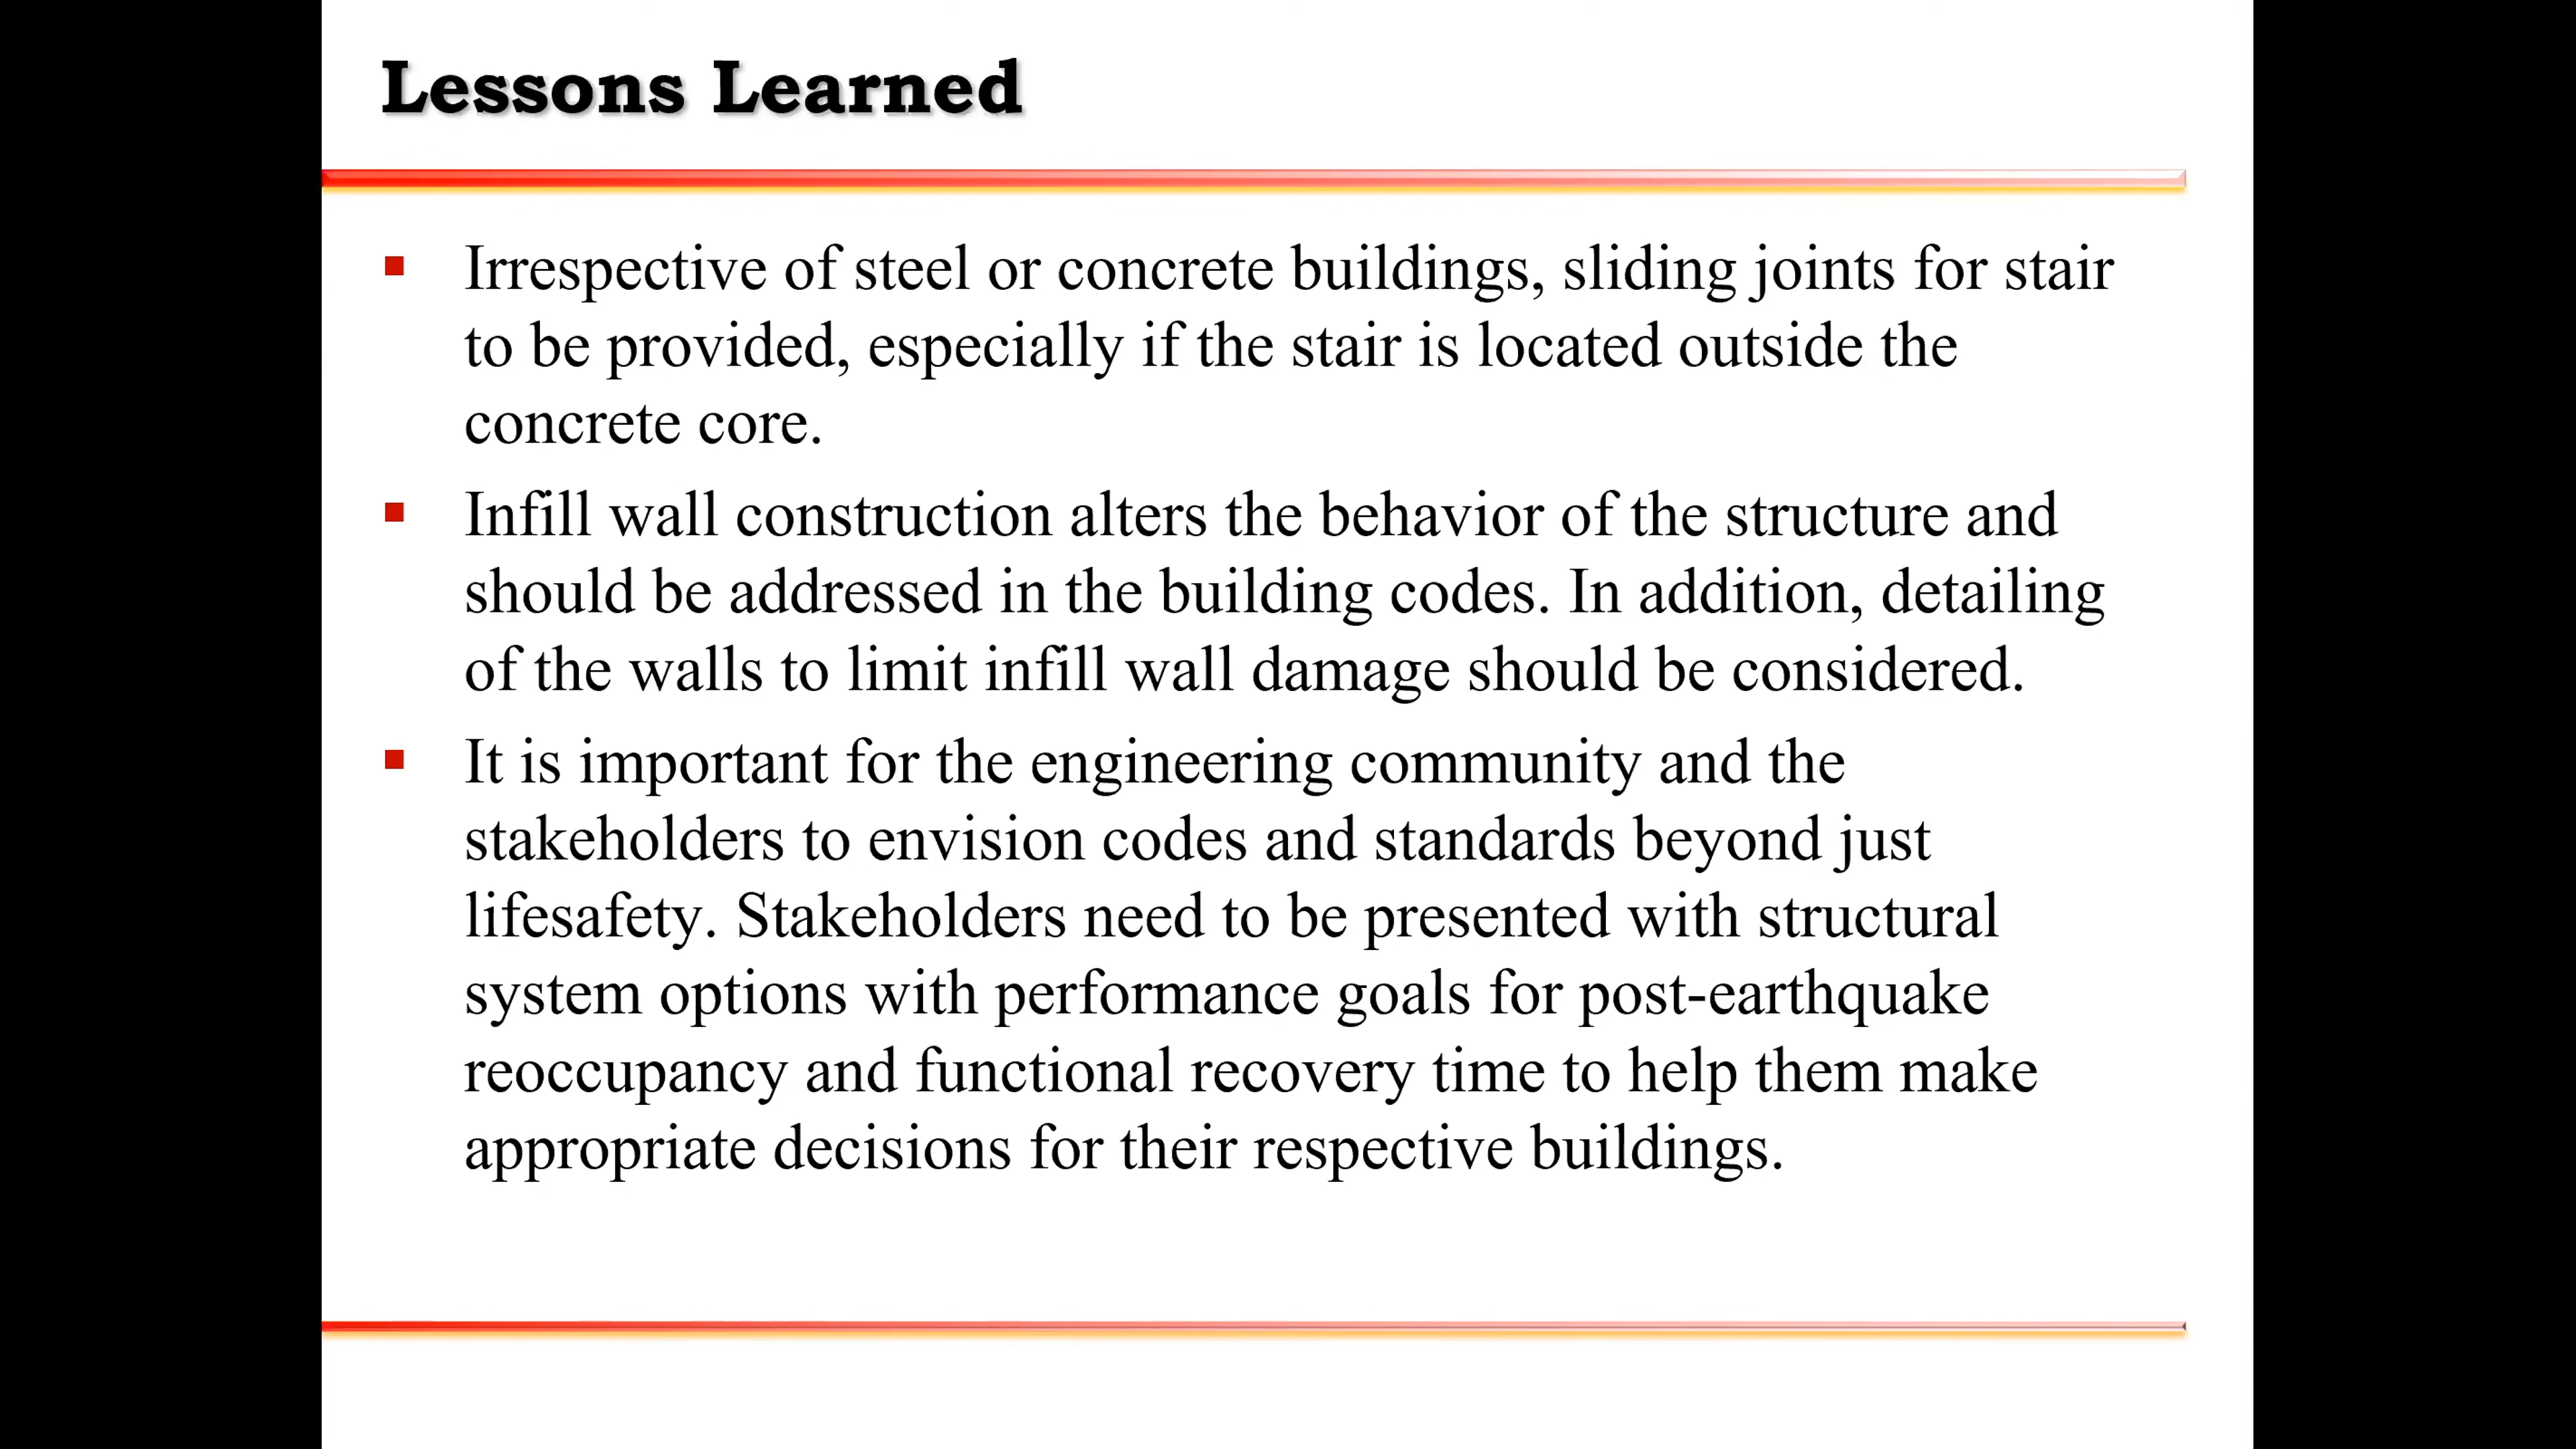 Lessons Learned
Irrespective of steel or concrete buildings, sliding joints for stair
to be provided, especially if the stair is located outside the
concrete core.
Infill wall construction alters the behavior of the structure and
should be addressed in the building codes. In addition, detailing
of the walls to limit infill wall damage should be considered.
It is important for the engineering community and the
stakeholders to envision codes and standards beyond just
lifesafety. Stakeholders need to be presented with structural
system options with performance goals for post-earthquake
reoccupancy and functional recovery time to help them make
appropriate decisions for their respective buildings.